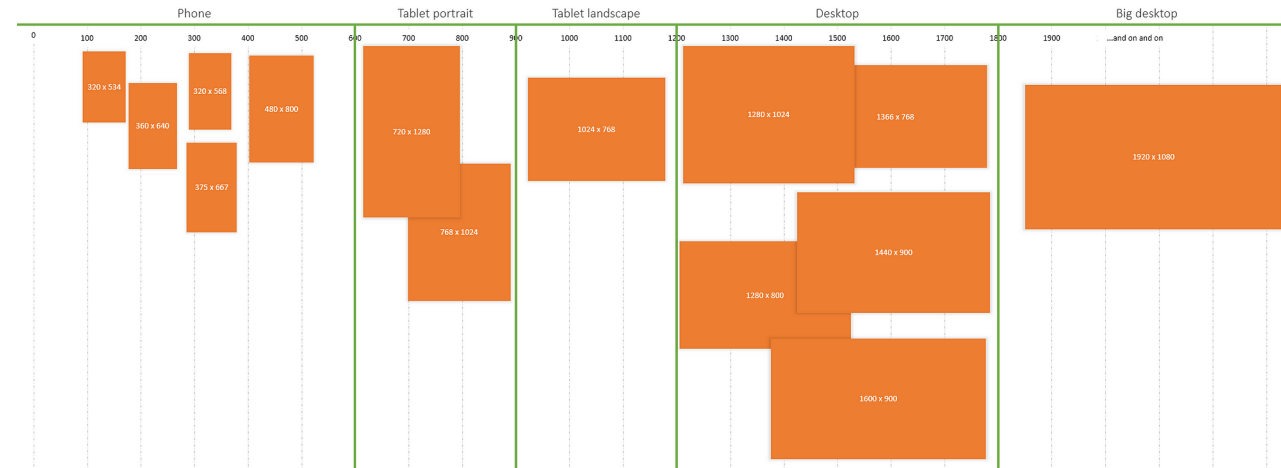 Phone
Tablet portrait
Tablet landscape
Desktop
Big desktop
0 100 200 300 400 500 600 700 800 900 1000 1100 1200 1300 1400 1500 1600 1700 1800 1900 ...and on and on
320 x 534
360 x 640
320 x 568
375 x 667
480 x 800
720 x 1280
768 x 1024
1024 x 768
1280 x 1024
1366 x 768
1440 x 900
1280 x 800
1600 x 900
1920 x 1080